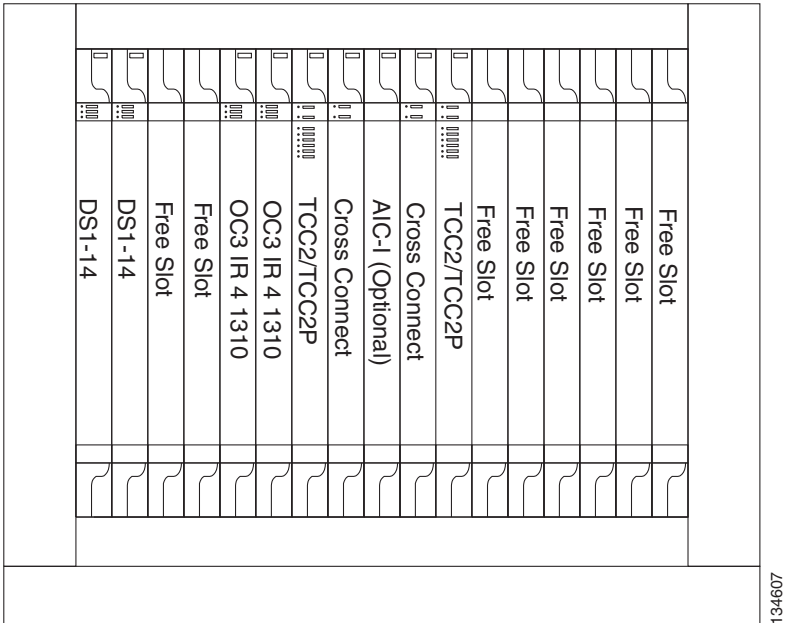 DS1-14
DS1-14
Free Slot
Free Slot
OC3 IR 4 1310
OC3 IR 4 1310
TCC2/TCC2P
Cross Connect
AIC-I (Optional)
Cross Connect
TCC2/TCC2P
Free Slot
Free Slot
Free Slot
Free Slot
Free Slot
Free Slot
134607